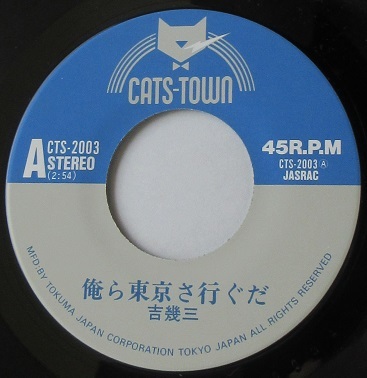 CATS-TOWN
A
CTS-2003
STEREO
(2:54)
45R.P.M
CTS-2003 Ⓐ
JASRAC
俺ら東京さ行ぐだ
吉幾三
MFD·BY TOKUMA JAPAN CORPORATION TOKYO JAPAN ALL RIGHTS RESERVED